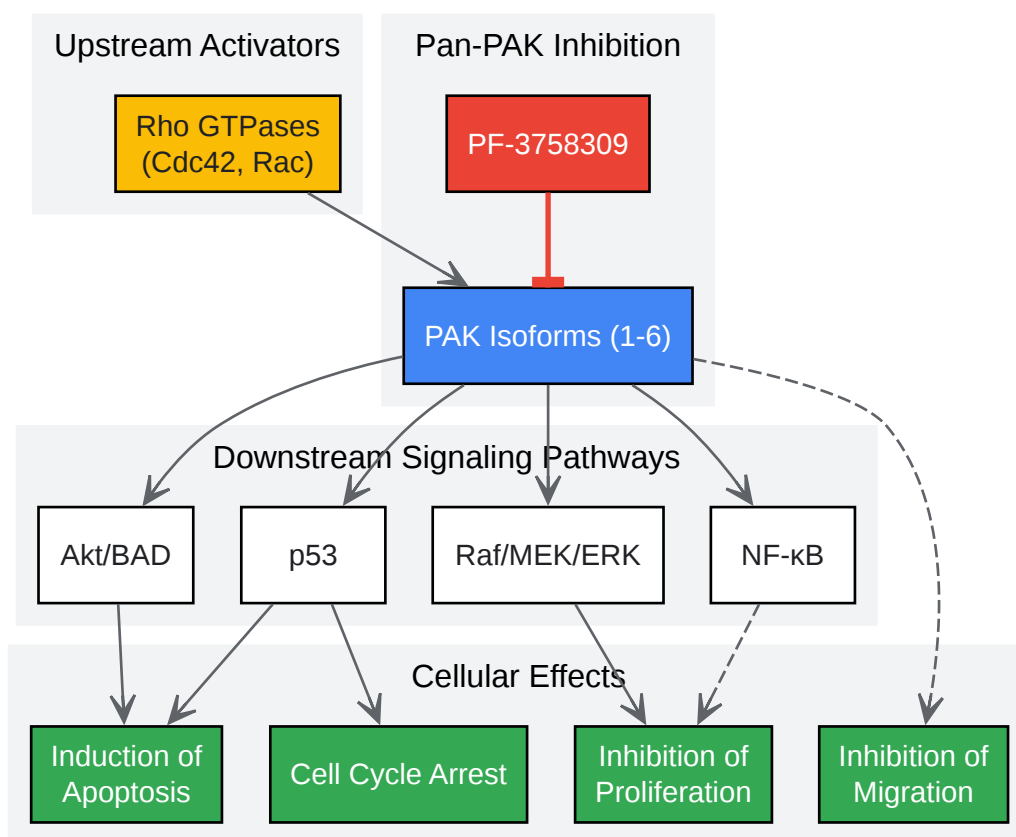 Upstream Activators
Pan-PAK Inhibition
Rho GTPases
(Cdc42, Rac)
PF-3758309
PAK Isoforms (1-6)
Downstream Signaling Pathways
Akt/BAD
p53
Raf/MEK/ERK
NF-κB
Cellular Effects
Induction of
Apoptosis
Cell Cycle Arrest
Inhibition of
Proliferation
Inhibition of
Migration